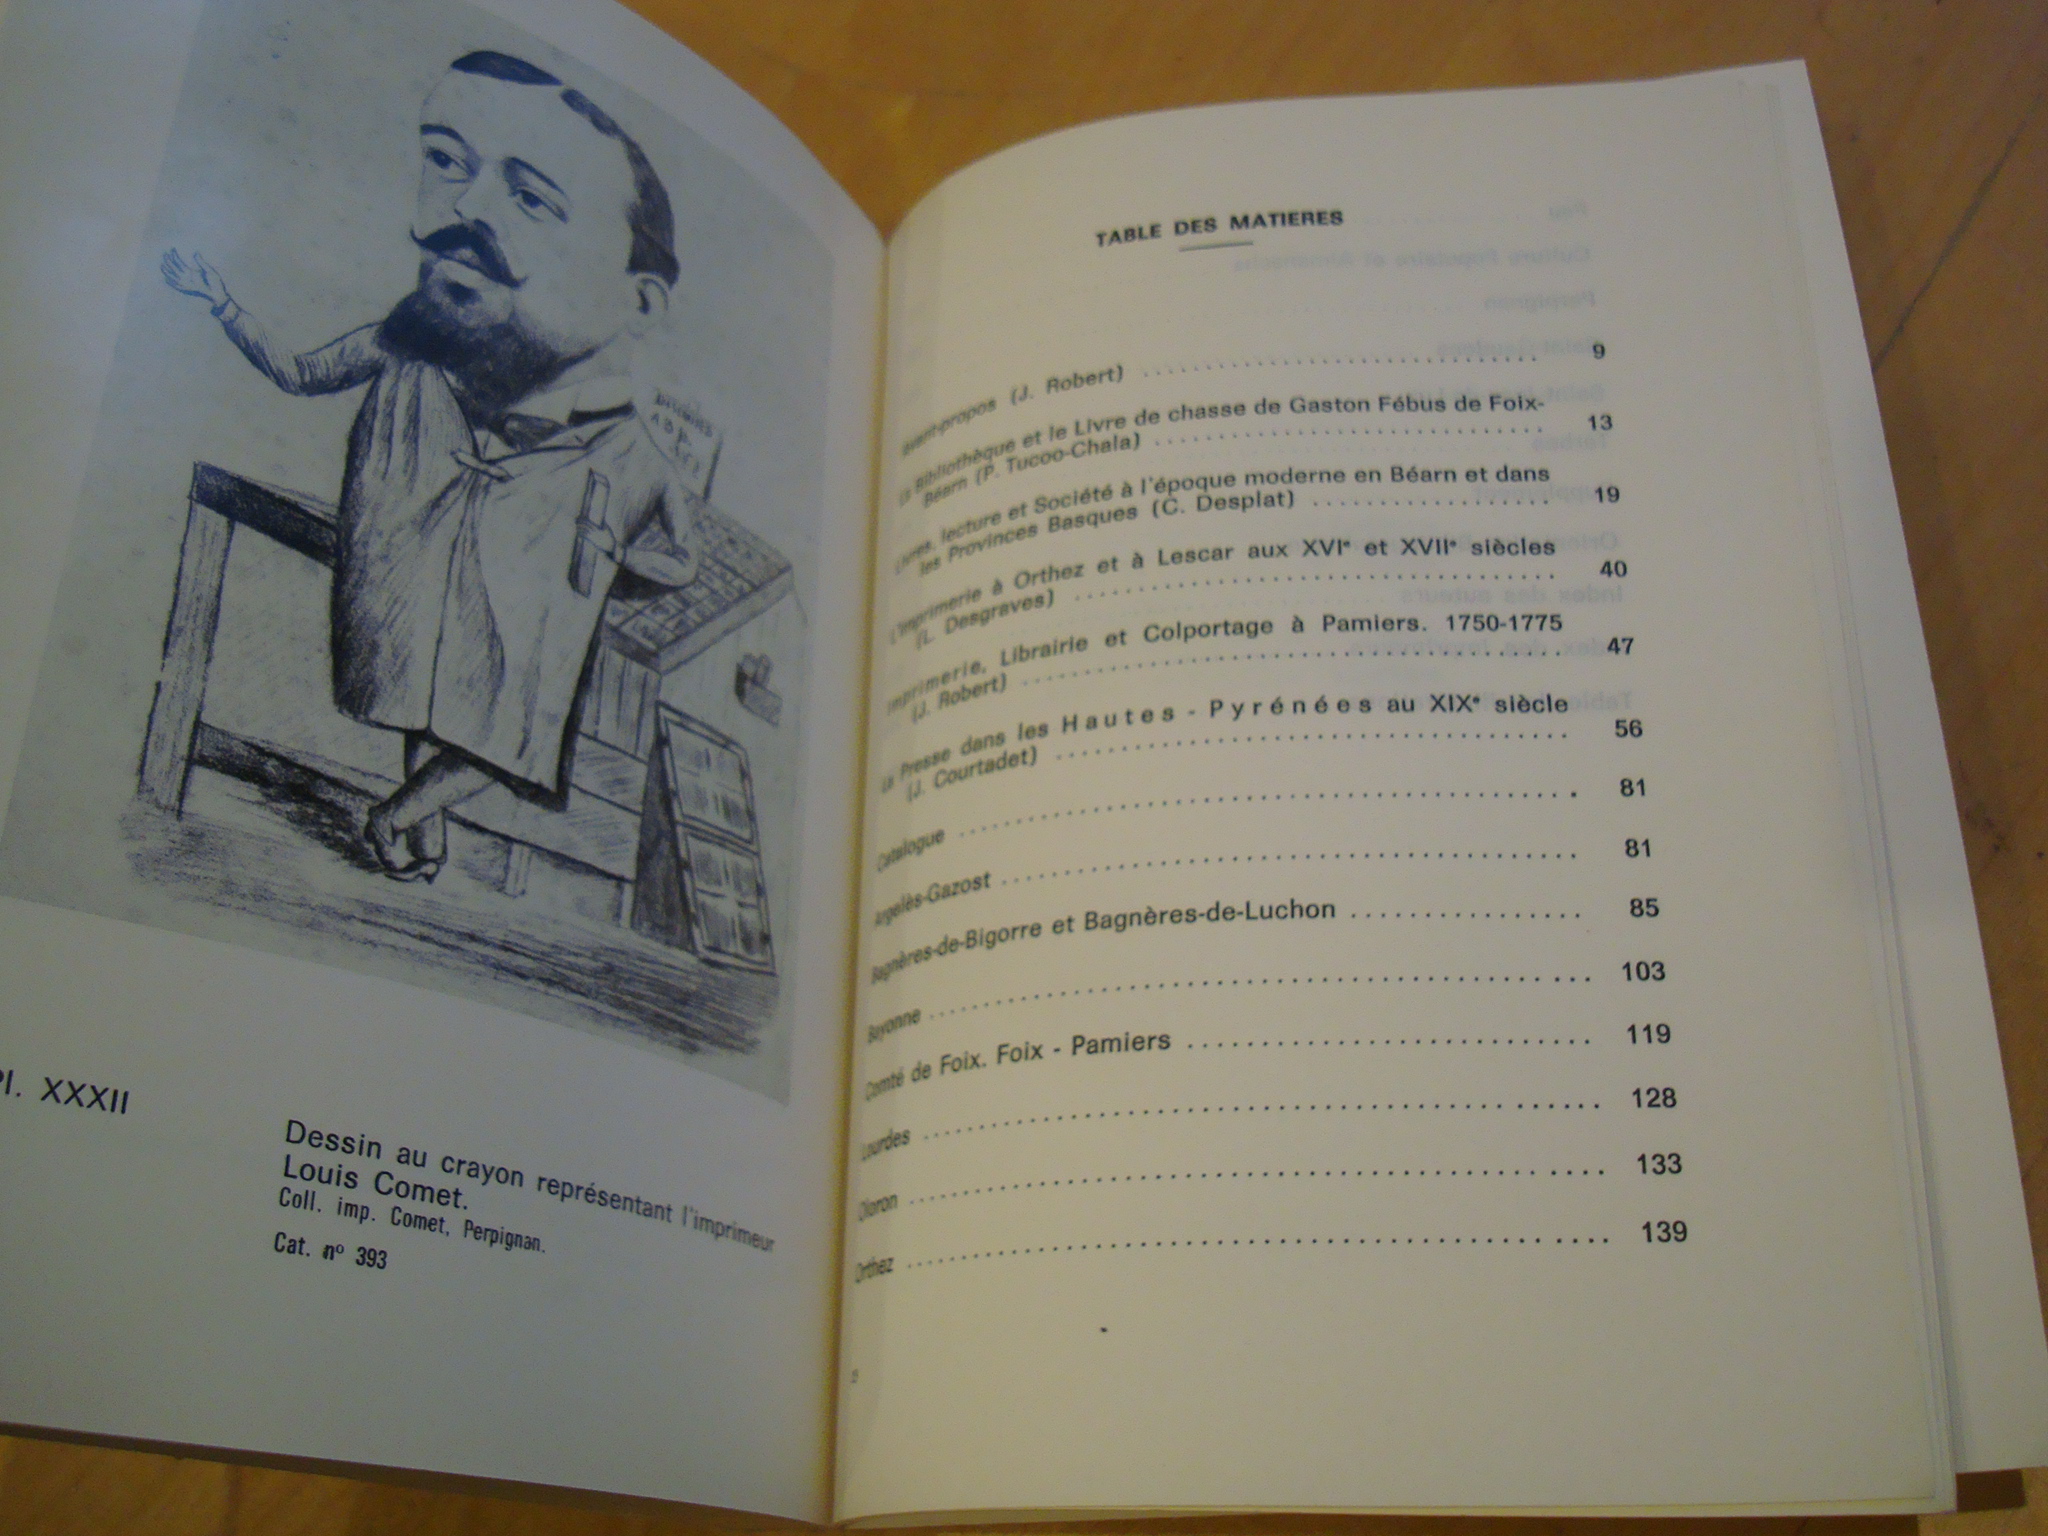 Pl. XXXII
Dessin au crayon représentant l'imprimeur
Louis Comet.
Coll. imp. Comet, Perpignan.
Cat. nº 393
TABLE DES MATIERES
Avant-propos (J. Robert) 9
La Bibliothèque et le Livre de chasse de Gaston Fébus de Foix-
Béarn (P. Tucoo-Chala) 13
Livres, lecture et Société à l'époque moderne en Béarn et dans
les Provinces Basques (C. Desplat) 19
L'Imprimerie à Orthez et à Lescar aux XVIe et XVIIe siècles
(L. Desgraves) 40
Imprimerie, Librairie et Colportage à Pamiers. 1750-1775
(J. Robert) 47
La Presse dans les Hautes - Pyrénées au XIXe siècle
(J. Courtadet) 56
Catalogue 81
Argelès-Gazost 81
Bagnères-de-Bigorre et Bagnères-de-Luchon 85
Bayonne 103
Comté de Foix. Foix - Pamiers 119
Lourdes 128
Oloron 133
Orthez 139